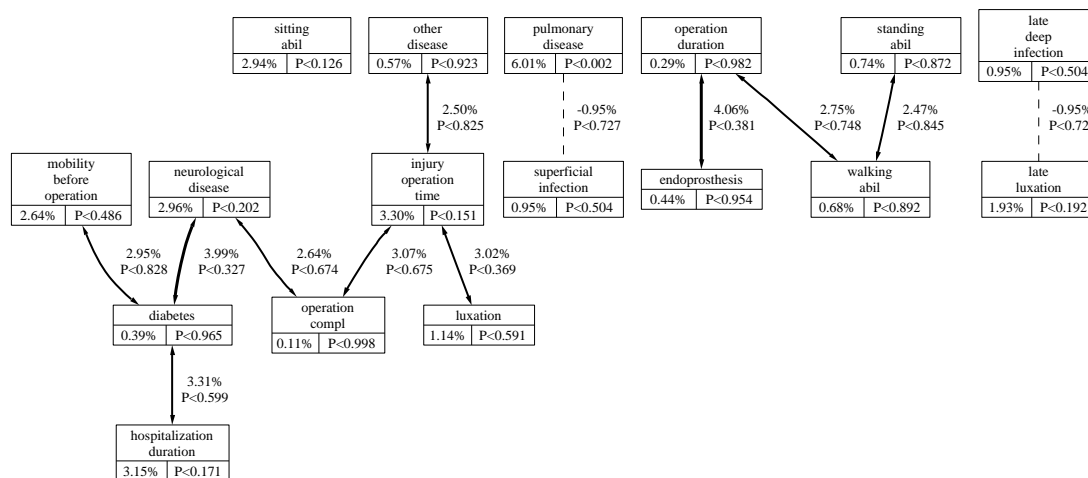 sitting
abil
2.94% P<0.126
other
disease
0.57% P<0.923
pulmonary
disease
6.01% P<0.002
operation
duration
0.29% P<0.982
standing
abil
0.74% P<0.872
late
deep
infection
0.95% P<0.504
2.50%
P<0.825
-0.95%
P<0.727
4.06%
P<0.381
2.75%
P<0.748
2.47%
P<0.845
-0.95%
P<0.72
mobility
before
operation
2.64% P<0.486
neurological
disease
2.96% P<0.202
injury
operation
time
3.30% P<0.151
superficial
infection
0.95% P<0.504
endoprosthesis
0.44% P<0.954
walking
abil
0.68% P<0.892
late
luxation
1.93% P<0.192
2.95%
P<0.828
3.99%
P<0.327
2.64%
P<0.674
3.07%
P<0.675
3.02%
P<0.369
diabetes
0.39% P<0.965
operation
compl
0.11% P<0.998
luxation
1.14% P<0.591
3.31%
P<0.599
hospitalization
duration
3.15% P<0.171